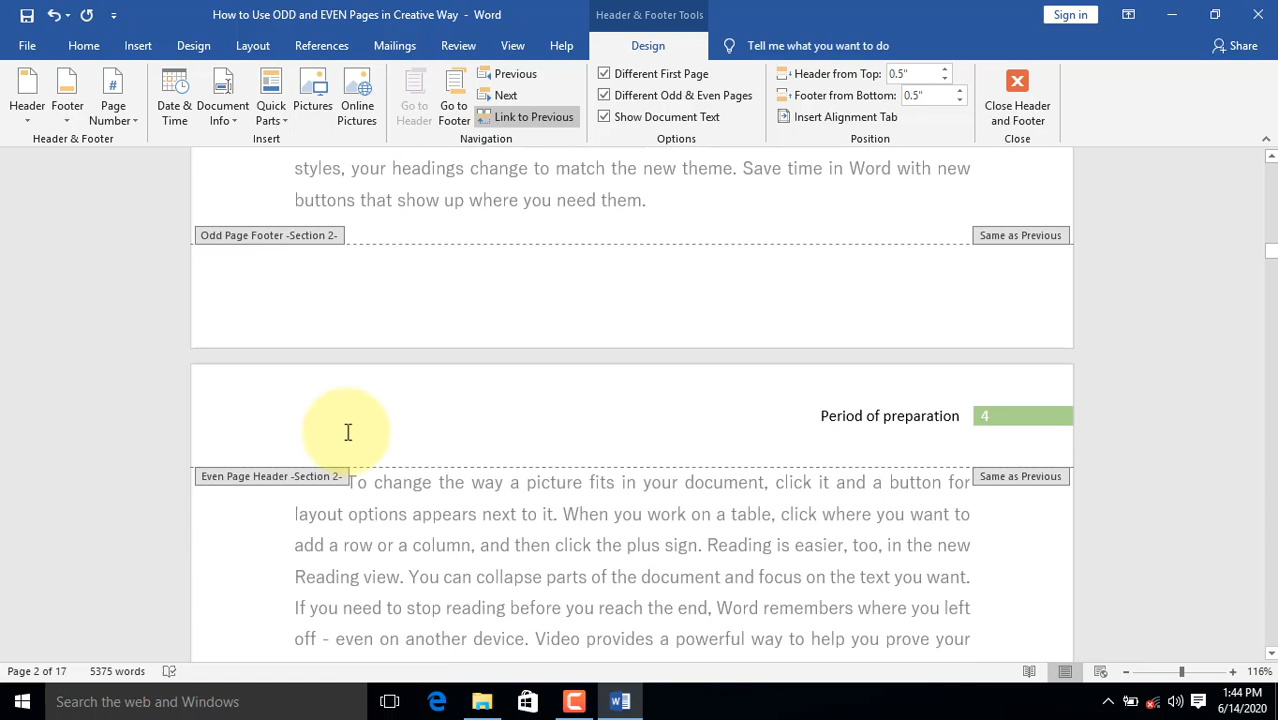 How to Use ODD and EVEN Pages in Creative Way - Word
Header & Footer Tools
Sign in
File Home Insert Design Layout References Mailings Review View Help Design Tell me what you want to do Share
Header
Footer
Page Number
Header & Footer
Date & Time
Document Info
Quick Parts
Pictures
Online Pictures
Insert
Go to Header
Go to Footer
Previous
Next
Link to Previous
Navigation
Different First Page
Different Odd & Even Pages
Show Document Text
Options
Header from Top: 0.5"
Footer from Bottom: 0.5"
Insert Alignment Tab
Position
Close Header and Footer
Close
styles, your headings change to match the new theme. Save time in Word with new
buttons that show up where you need them.
Odd Page Footer -Section 2- Same as Previous
Period of preparation 4
Even Page Header -Section 2- Same as Previous
To change the way a picture fits in your document, click it and a button for
layout options appears next to it. When you work on a table, click where you want to
add a row or a column, and then click the plus sign. Reading is easier, too, in the new
Reading view. You can collapse parts of the document and focus on the text you want.
If you need to stop reading before you reach the end, Word remembers where you left
off - even on another device. Video provides a powerful way to help you prove your
Page 2 of 17 5375 words 116%
Search the web and Windows
1:44 PM
6/14/2020